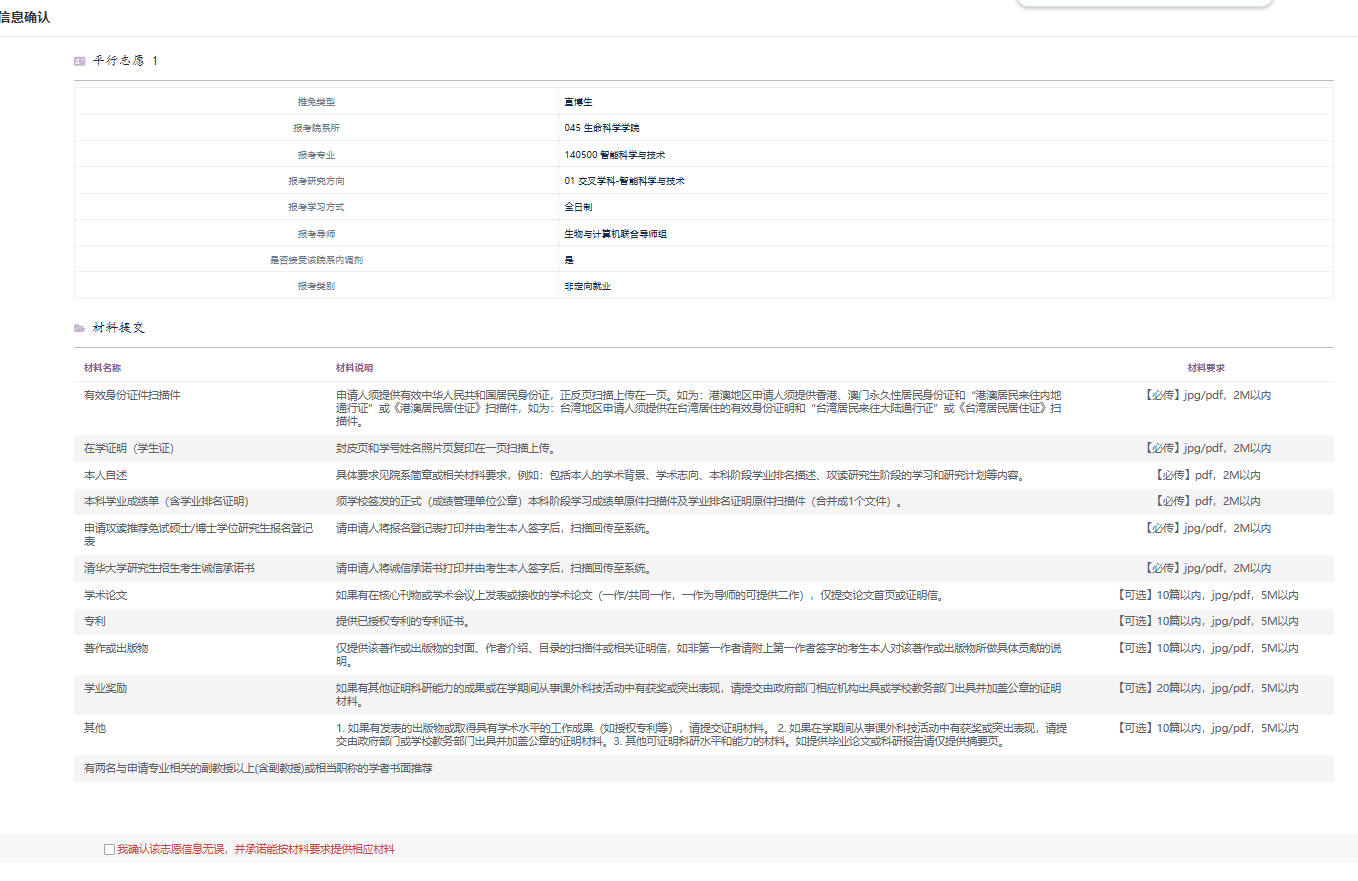 信息确认
平行志愿 1
推免类型 直博生
报考院系所 045 生命科学学院
报考专业 140500 智能科学与技术
报考研究方向 01 交叉学科-智能科学与技术
报考学习方式 全日制
报考导师 生物与计算机联合导师组
是否接受该院系内调剂 是
报考类别 非定向就业
材料提交
材料名称 材料说明 材料要求
有效身份证件扫描件 申请人须提供有效中华人民共和国居民身份证，正反页扫描上传在一页。如为：港澳地区申请人须提供香港、澳门永久性居民身份证和“港澳居民来往内地
通行证”或《港澳居民居住证》扫描件，如为：台湾地区申请人须提供在台湾居住的有效身份证明和“台湾居民来往大陆通行证”或《台湾居民居住证》扫
描件。
【必传】jpg/pdf，2M以内
在学证明（学生证） 封皮页和学号姓名照片页复印在一页扫描上传。 【必传】jpg/pdf，2M以内
本人自述 具体要求见院系简章或相关材料要求，例如：包括本人的学术背景、学术志向、本科阶段学业排名描述、攻读研究生阶段的学习和研究计划等内容。 【必传】pdf，2M以内
本科学业成绩单（含学业排名证明） 须学校签发的正式（成绩管理单位公章）本科阶段学习成绩单原件扫描件及学业排名证明原件扫描件（合并成1个文件）。 【必传】pdf，2M以内
申请攻读推荐免试硕士/博士学位研究生报名登记
表
请申请人将报名登记表打印并由考生本人签字后，扫描回传至系统。 【必传】jpg/pdf，2M以内
清华大学研究生招生考生诚信承诺书 请申请人将诚信承诺书打印并由考生本人签字后，扫描回传至系统。 【必传】jpg/pdf，2M以内
学术论文 如果有在核心刊物或学术会议上发表或接收的学术论文（一作/共同一作，一作为导师的可提供二作），仅提交论文首页或证明信。 【可选】10篇以内，jpg/pdf，5M以内
专利 提供已授权专利的专利证书。 【可选】10篇以内，jpg/pdf，5M以内
著作或出版物 仅提供该著作或出版物的封面、作者介绍、目录的扫描件或相关证明信，如非第一作者请附上第一作者签字的考生本人对该著作或出版物所做具体贡献的说
明。
【可选】10篇以内，jpg/pdf，5M以内
学业奖励 如果有其他证明科研能力的成果或在学期间从事课外科技活动中有获奖或突出表现，请提交由政府部门相应机构出具或学校教务部门出具并加盖公章的证明
材料。
【可选】20篇以内，jpg/pdf，5M以内
其他 1. 如果有发表的出版物或取得具有学术水平的工作成果（如授权专利等），请提交证明材料。 2. 如果在学期间从事课外科技活动中有获奖或突出表现，请提
交由政府部门或学校教务部门出具并加盖公章的证明材料。3. 其他可证明科研水平和能力的材料。如提供毕业论文或科研报告请仅提供摘要页。
【可选】10篇以内，jpg/pdf，5M以内
有两名与申请专业相关的副教授以上(含副教授)或相当职称的学者书面推荐
我确认该志愿信息无误，并承诺能按材料要求提供相应材料